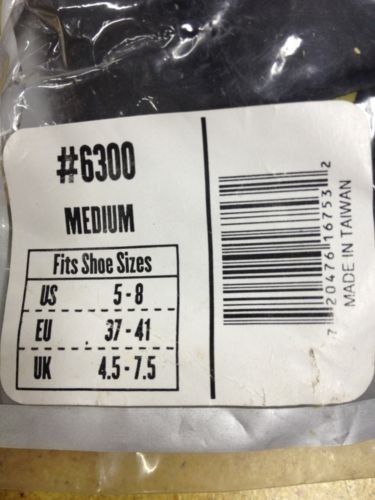 #6300
MEDIUM
Fits Shoe Sizes
US 5-8
EU 37-41
UK 4.5-7.5
7 20476 16753 2
MADE IN TAIWAN